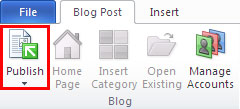 File Blog Post Insert
Publish Home Page Insert Category Open Existing Manage Accounts
Blog